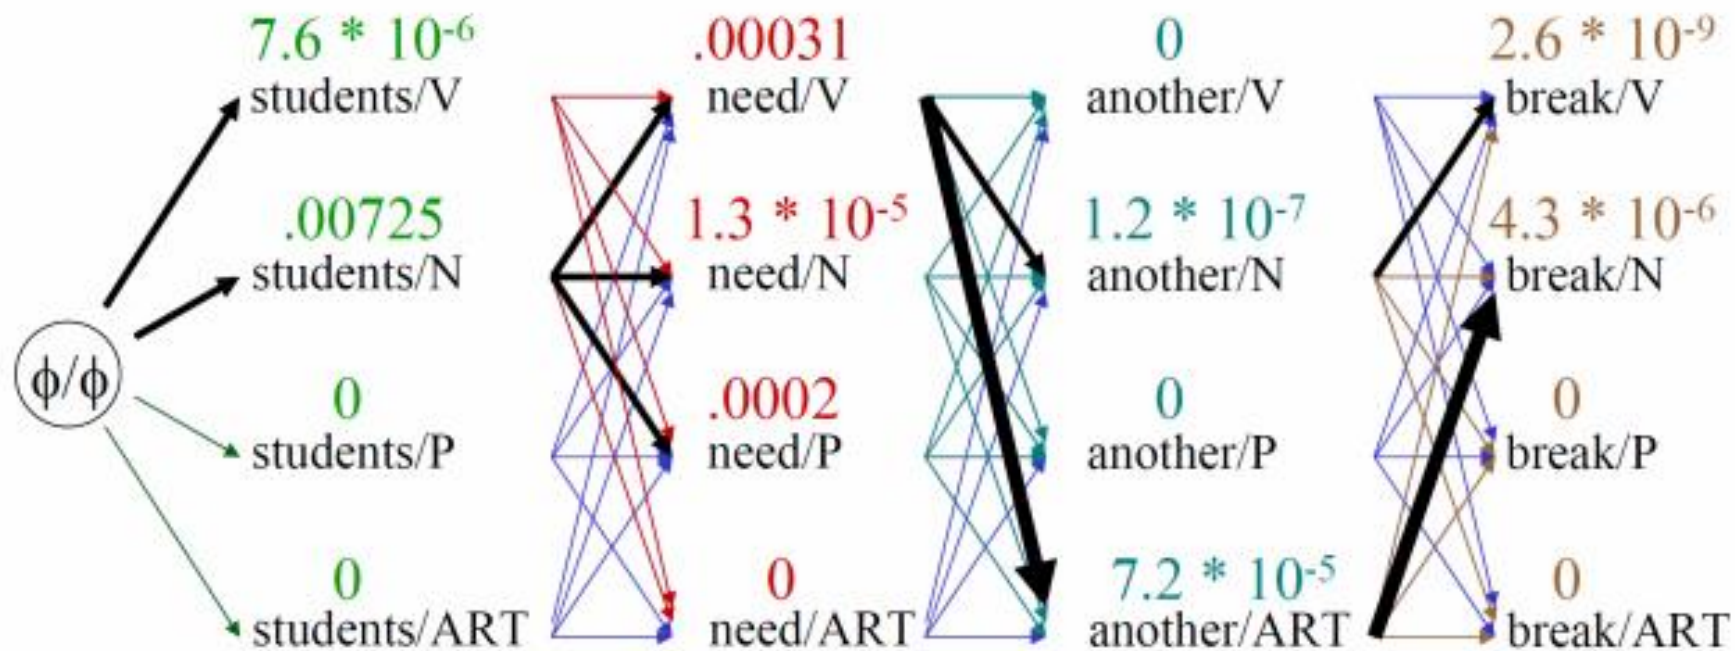 7.6 * 10-6 .00031 0 2.6 * 10-9
students/V need/V another/V break/V
.00725 1.3 * 10-5 1.2 * 10-7 4.3 * 10-6
students/N need/N another/N break/N
ϕ/ϕ
0 .0002 0 0
students/P need/P another/P break/P
0 0 7.2 * 10-5 0
students/ART need/ART another/ART break/ART